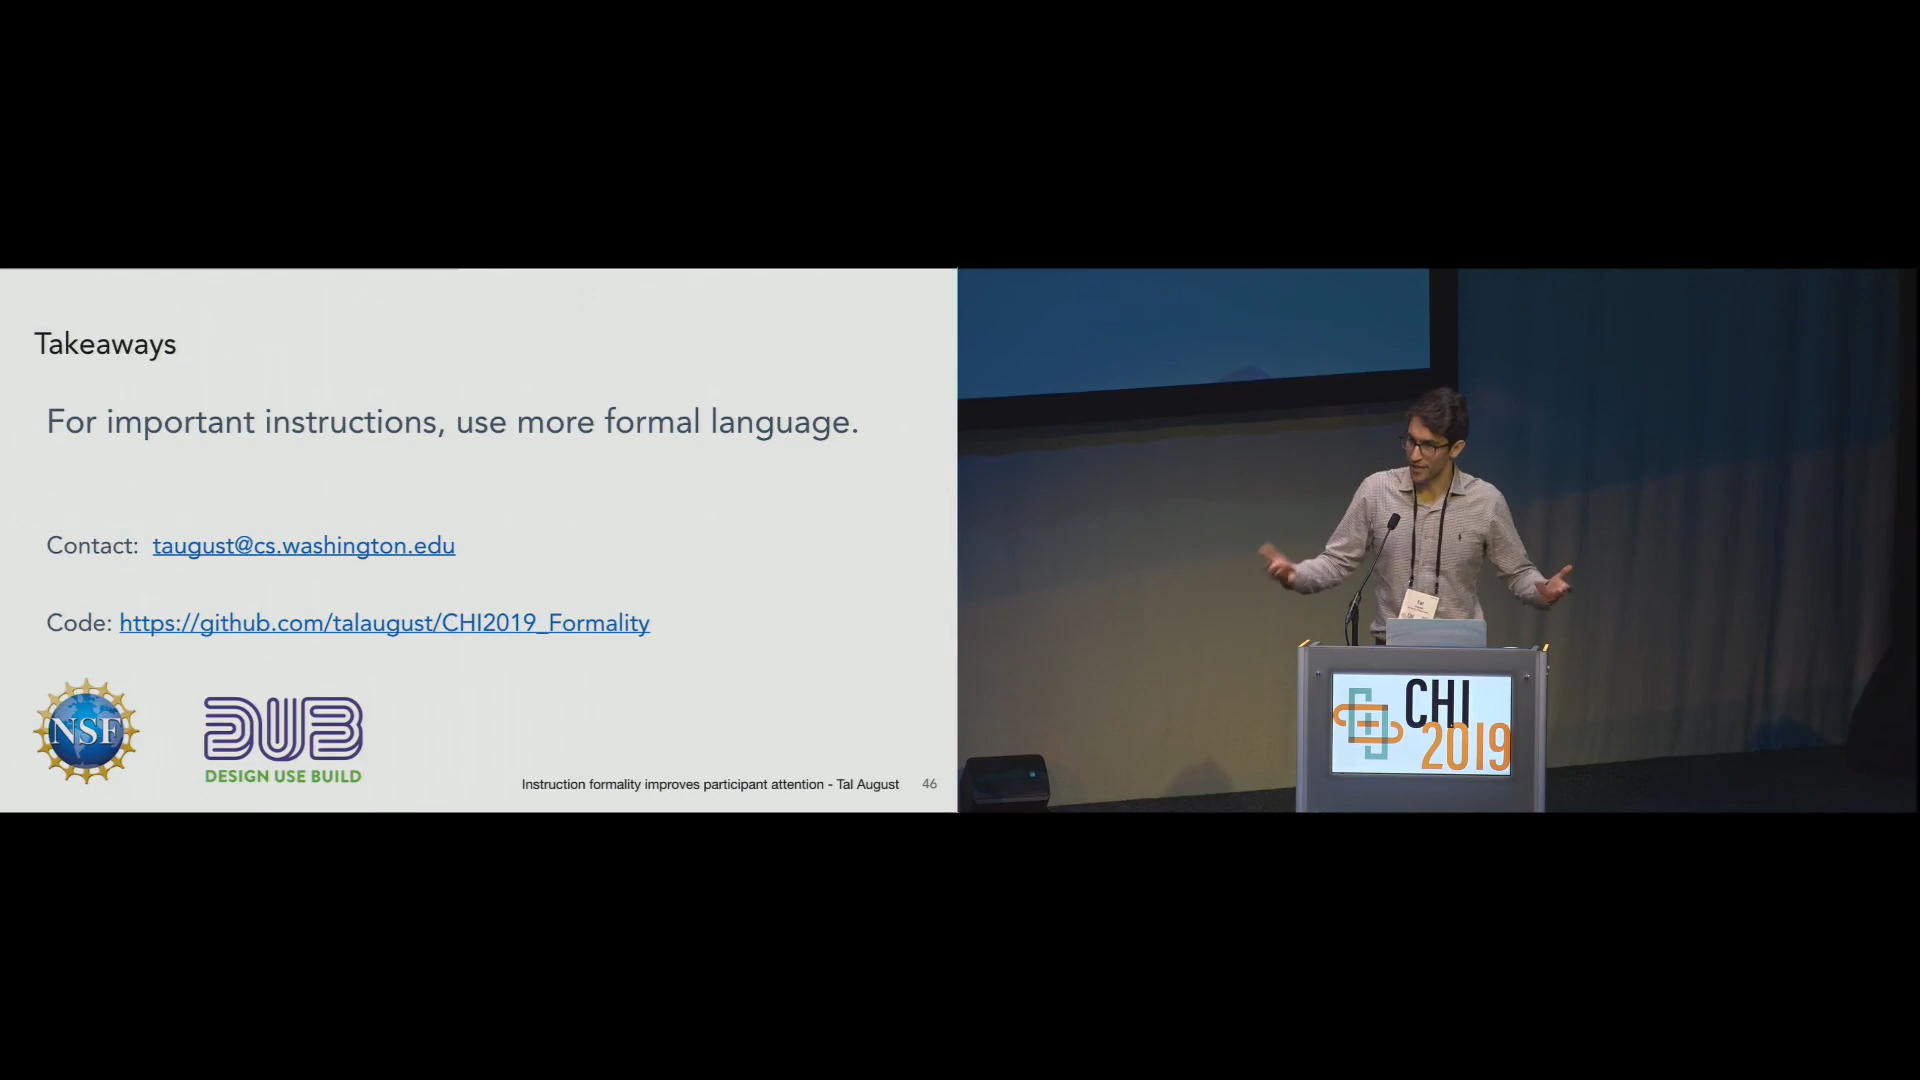 Takeaways
For important instructions, use more formal language.
Contact: taugust@cs.washington.edu
Code: https://github.com/talaugust/CHI2019_Formality
NSF
DUB
DESIGN USE BUILD
Instruction formality improves participant attention - Tal August 46
Tal
CHI
2019